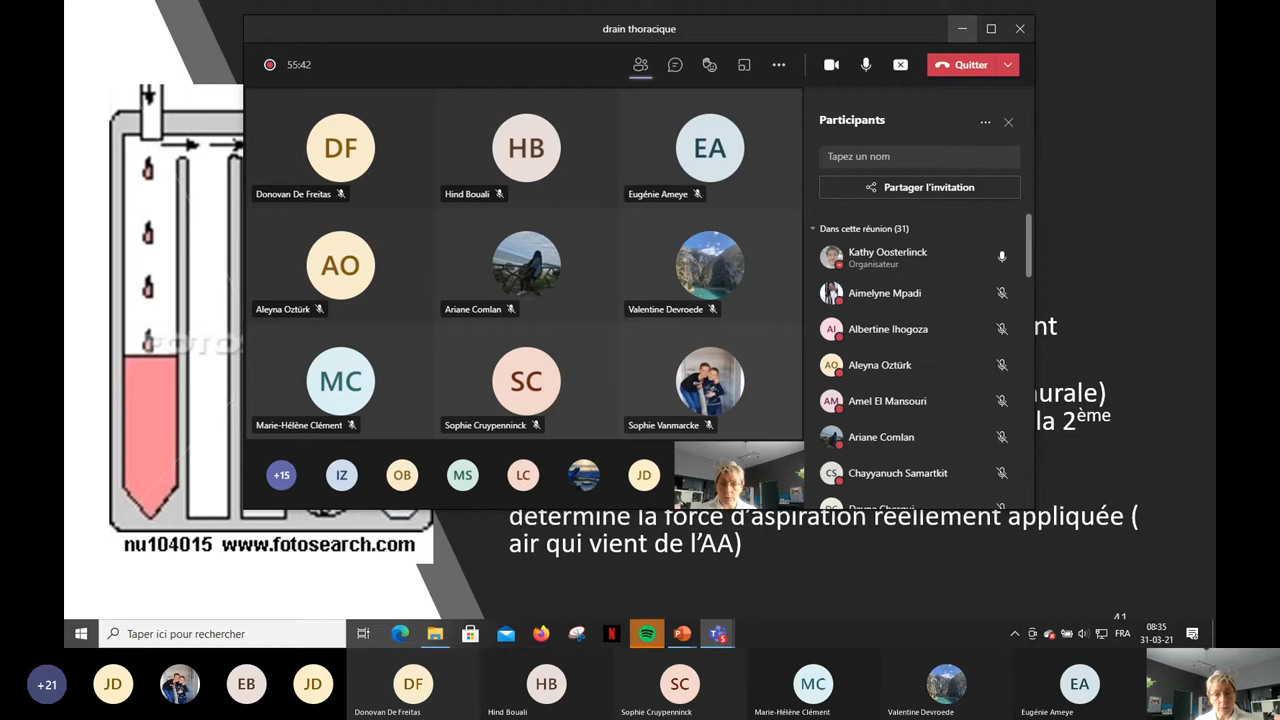 drain thoracique
55:42
Quitter
DF
HB
EA
Donovan De Freitas
Hind Bouali
Eugénie Ameye
AO
Aleyna Oztürk
Ariane Comlan
Valentine Devroede
MC
SC
Marie-Hélène Clément
Sophie Cruypenninck
Sophie Vanmarcke
+15
IZ
OB
MS
LC
JD
Participants
Tapez un nom
Partager l'invitation
Dans cette réunion (31)
Kathy Oosterlinck
Organisateur
Aimelyne Mpadi
AI
Albertine Ihogoza
AO
Aleyna Oztürk
AM
Amel El Mansouri
Ariane Comlan
CS
Chayyanuch Samartkit
nt
urale)
la 2ème
détermine la force d'aspiration réellement appliquée (
air qui vient de l'AA)
nu104015 www.fotosearch.com
41
Taper ici pour rechercher
FRA
08:35
31-03-21
+21
JD
EB
JD
DF
HB
SC
MC
EA
Donovan De Freitas
Hind Bouali
Sophie Cruypenninck
Marie-Hélène Clément
Valentine Devroede
Eugénie Ameye